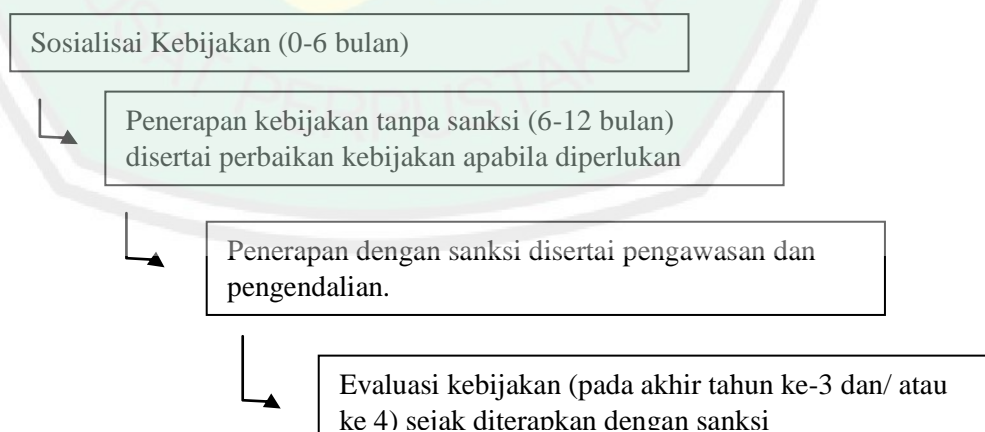 PUSAT PERPUSTAKAA
Sosialisai Kebijakan (0-6 bulan)
Penerapan kebijakan tanpa sanksi (6-12 bulan)
disertai perbaikan kebijakan apabila diperlukan
Penerapan dengan sanksi disertai pengawasan dan
pengendalian.
Evaluasi kebijakan (pada akhir tahun ke-3 dan/ atau
ke 4) sejak diterapkan dengan sanksi